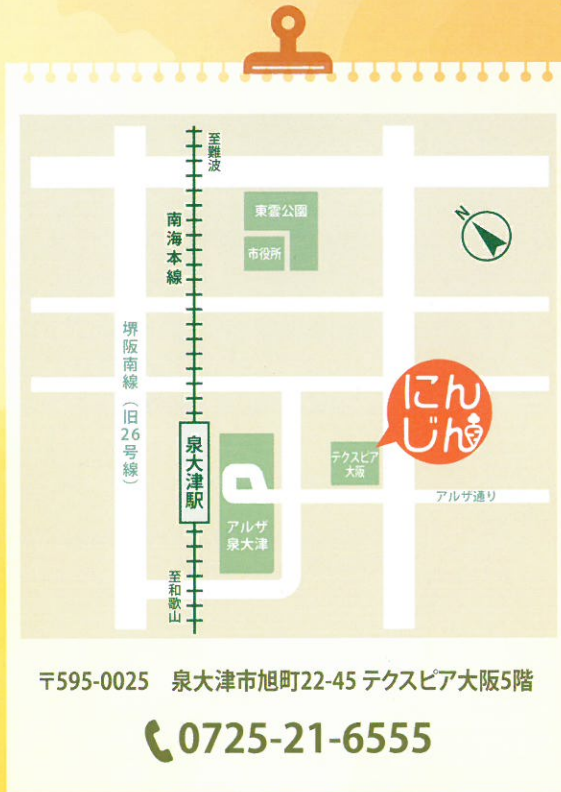 至難波
南海本線
東雲公園
市役所
N
堺阪南線（旧26号線）
にん
じん
泉大津駅
テクスピア
大阪
アルザ通り
アルザ
泉大津
至和歌山
〒595-0025 泉大津市旭町22-45 テクスピア大阪5階
0725-21-6555